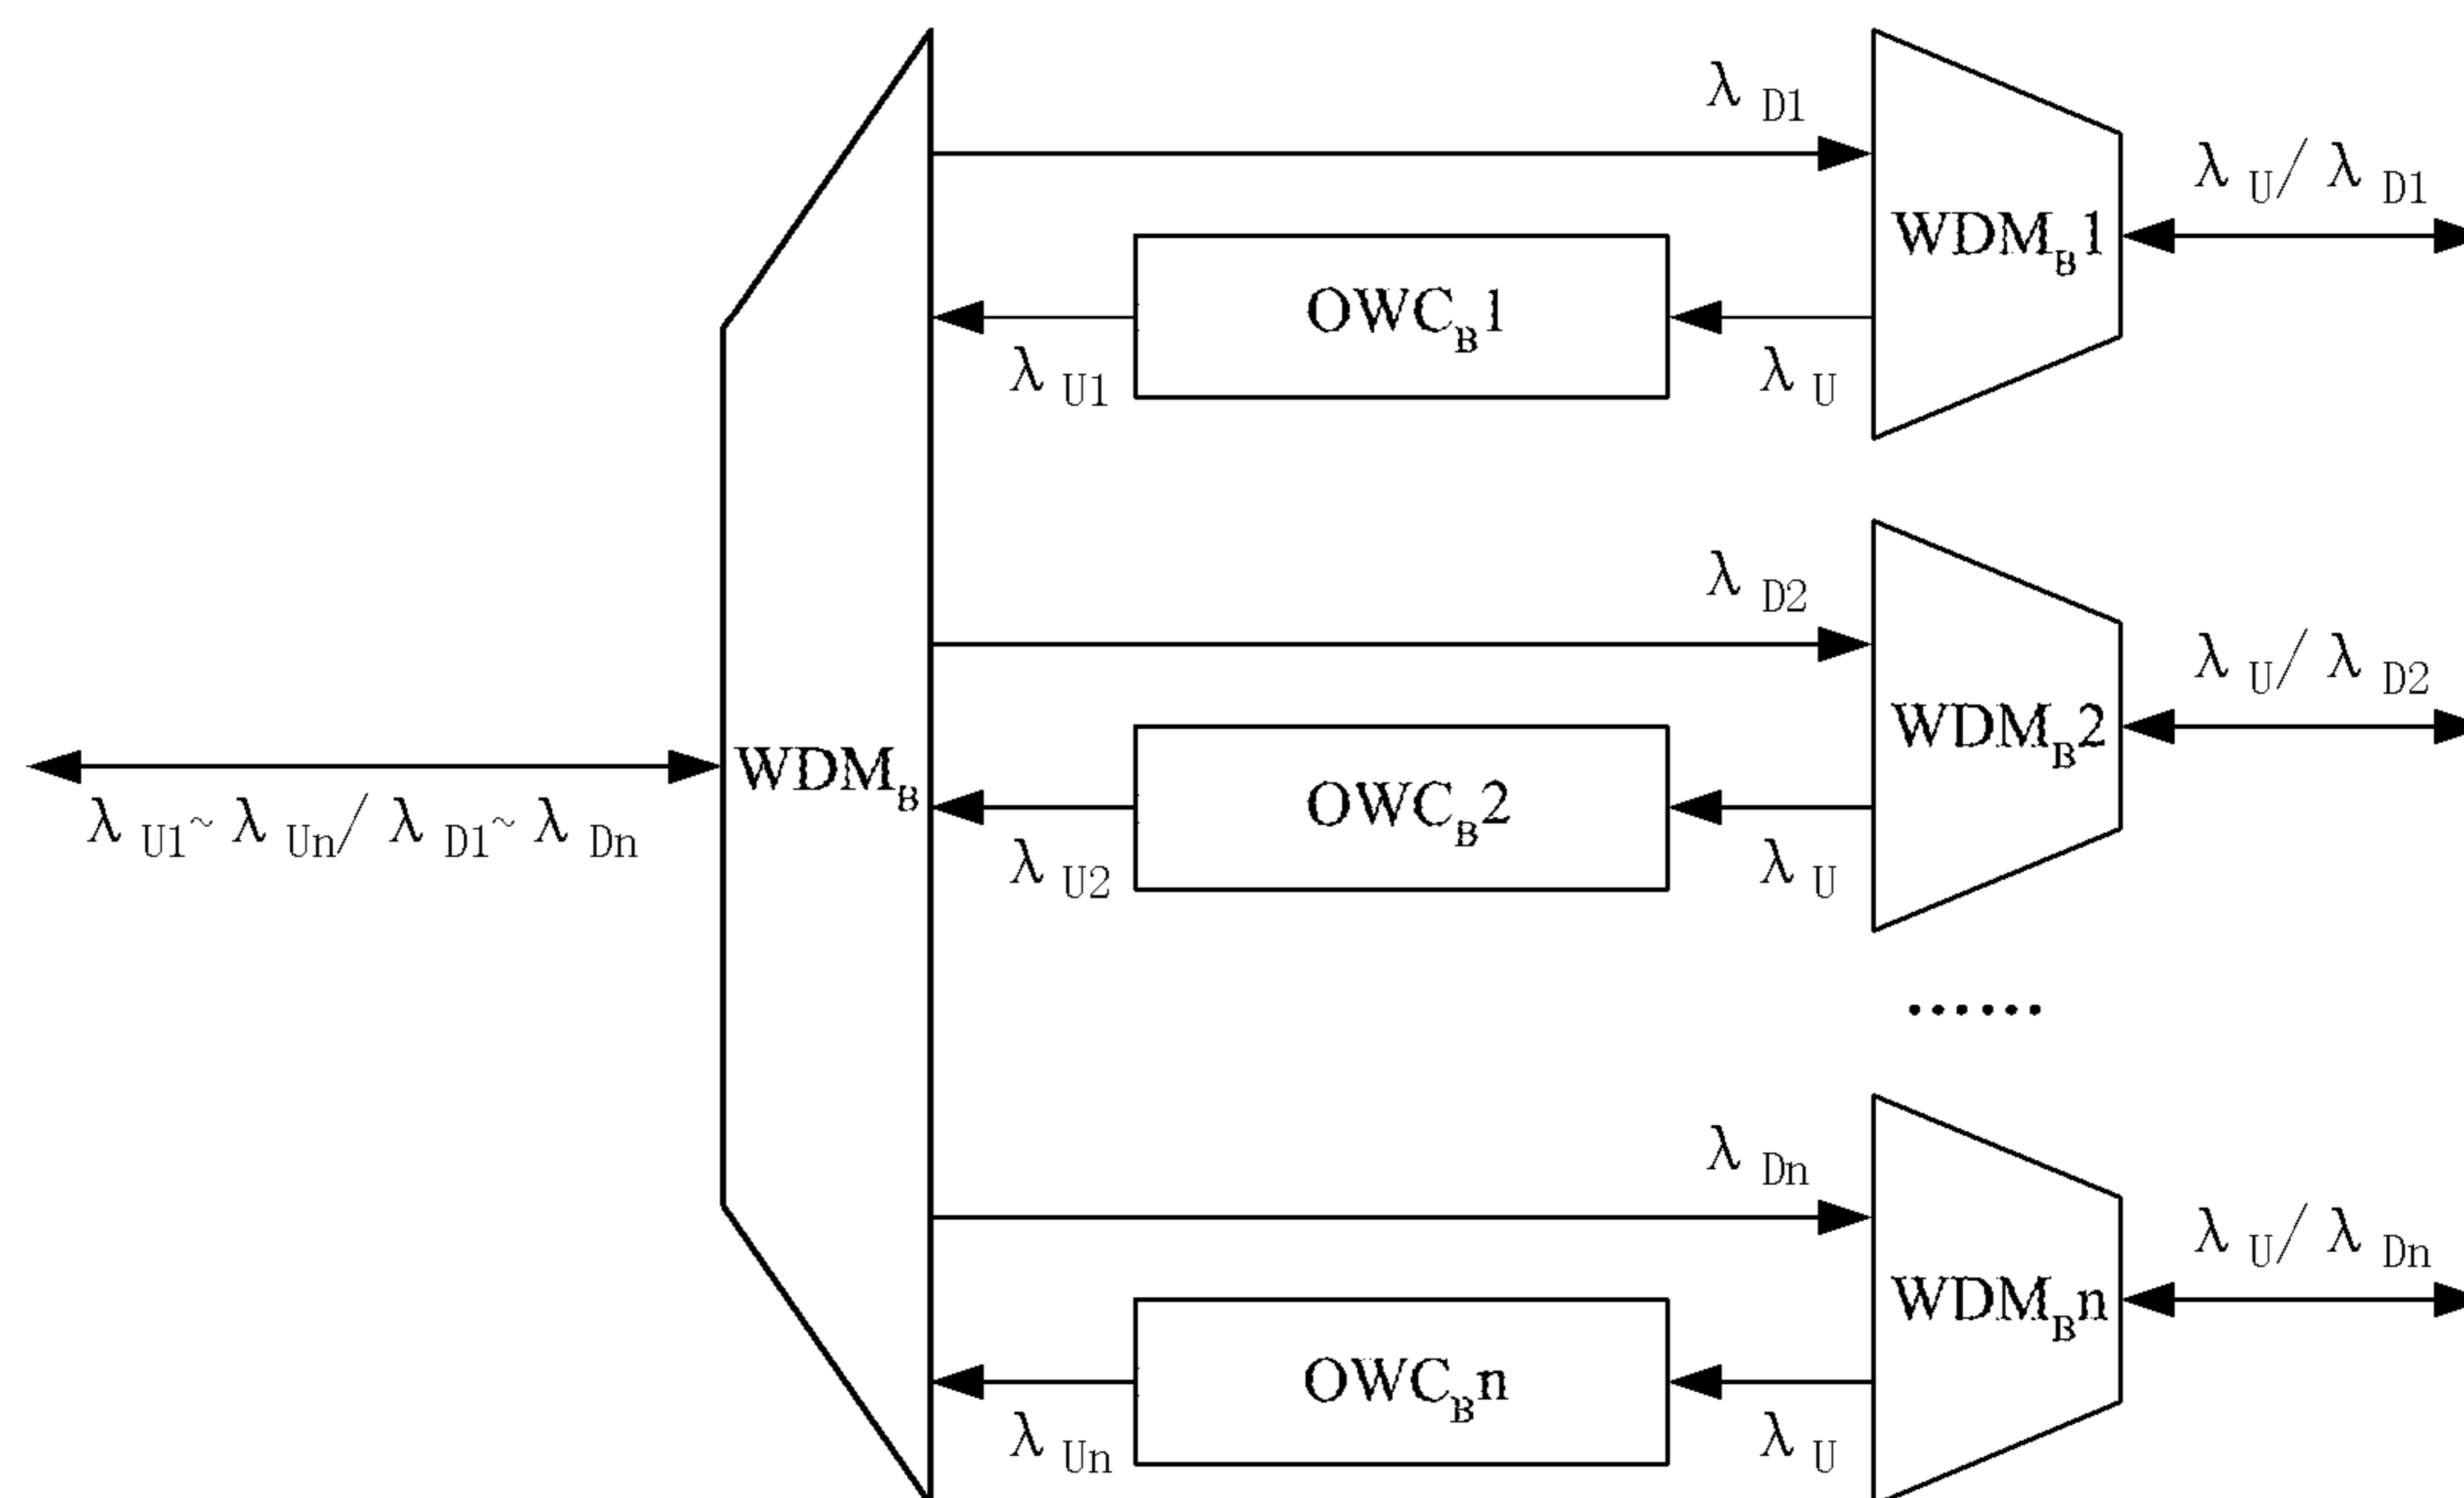 λ D1
λ U/ λ D1
WDMB1
OWCB1
λ U1
λ U
λ D2
λ U/ λ D2
WDMB2
WDMB
OWCB2
λ U1~ λ Un/ λ D1~ λ Dn
λ U2
λ U
......
λ Dn
λ U/ λ Dn
WDMBn
OWCBn
λ Un
λ U